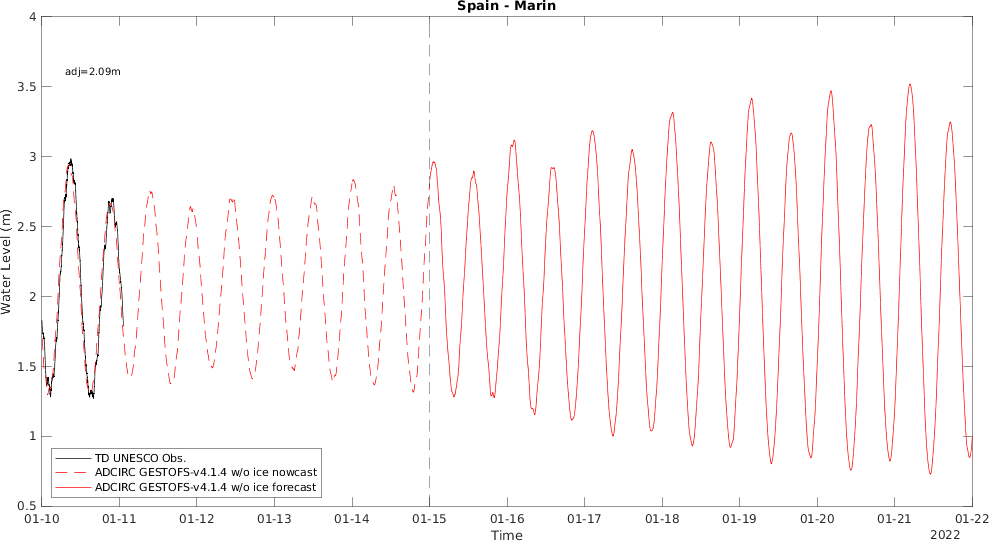 Spain - Marin
4
3.5
3
2.5
2
1.5
1
0.5
Water Level (m)
adj=2.09m
TD UNESCO Obs.
ADCIRC GESTOFS-v4.1.4 w/o ice nowcast
ADCIRC GESTOFS-v4.1.4 w/o ice forecast
01-10 01-11 01-12 01-13 01-14 01-15 01-16 01-17 01-18 01-19 01-20 01-21 01-22
Time
2022